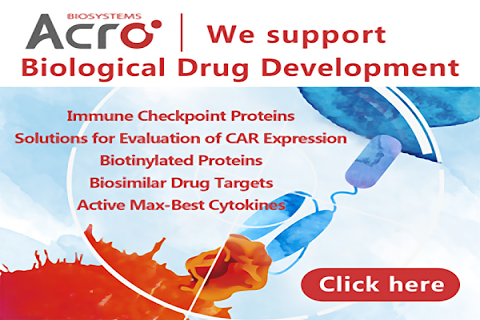 BIOSYSTEMS
Acro
We support
Biological Drug Development
Immune Checkpoint Proteins
Solutions for Evaluation of CAR Expression
Biotinylated Proteins
Biosimilar Drug Targets
Active Max-Best Cytokines
Click here